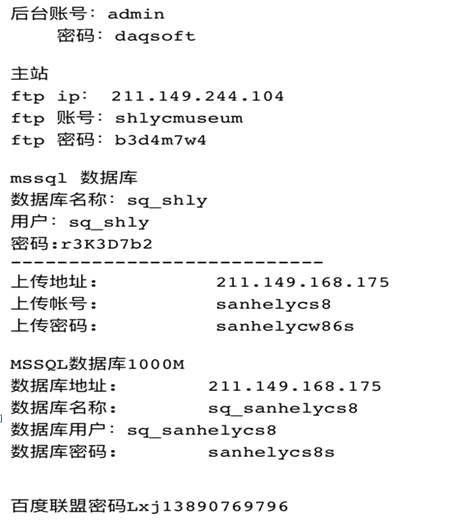 后台账号：admin
密码：daqsoft
主站
ftp ip： 211.149.244.104
ftp 账号：shlycmuseum
ftp 密码：b3d4m7w4
mssql 数据库
数据库名称：sq_shly
用户：sq_shly
密码:r3K3D7b2
----------------------------
上传地址： 211.149.168.175
上传帐号： sanhelycs8
上传密码： sanhelycw86s
MSSQL数据库1000M
数据库地址： 211.149.168.175
数据库名称： sq_sanhelycs8
数据库用户：sq_sanhelycs8
数据库密码： sanhelycs8s
百度联盟密码Lxj13890769796